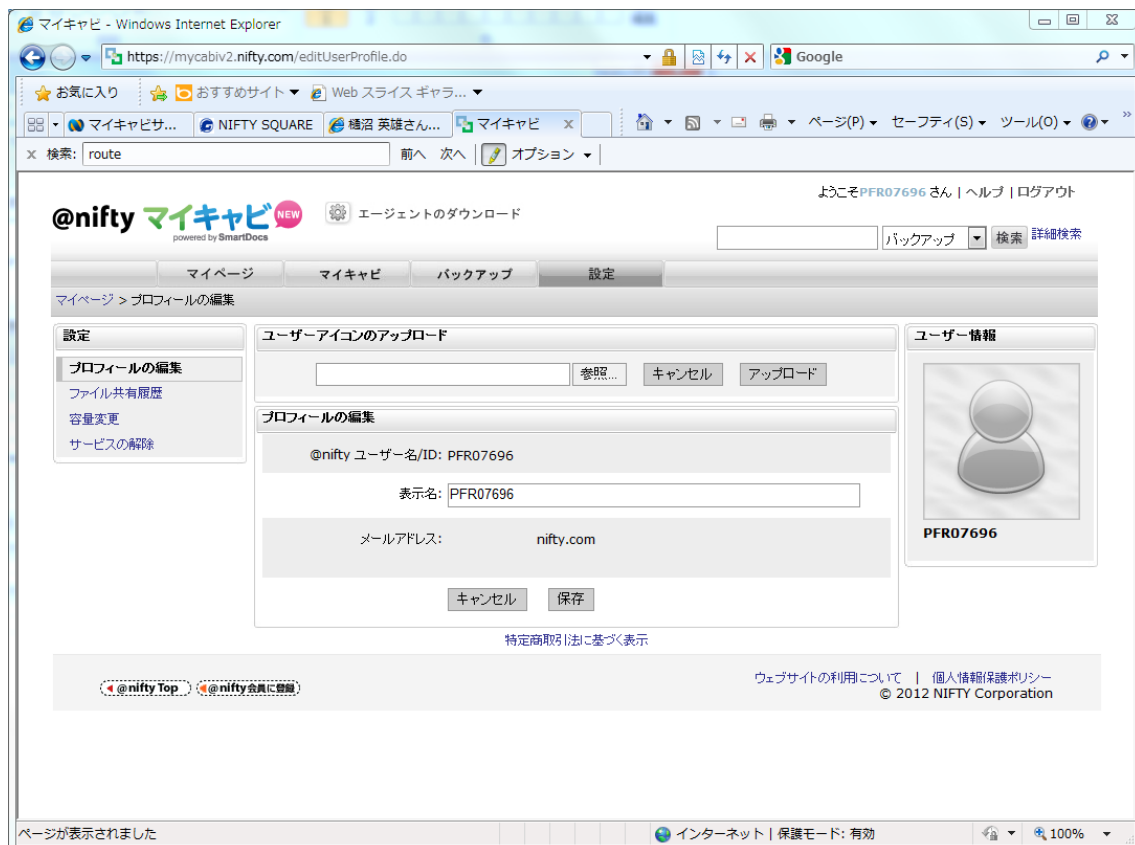 マイキャビ - Windows Internet Explorer
https://mycabiv2.nifty.com/editUserProfile.do
Google
お気に入り おすすめサイト ▼ Web スライス ギャラ... ▼
マイキャビサ... NIFTY SQUARE 樋沼 英雄さん... マイキャビ x ページ(P) セーフティ(S) ツール(O) »
x 検索: route 前へ 次へ オプション
ようこそPFR07696 さん | ヘルプ | ログアウト
@nifty マイキャビ NEW エージェントのダウンロード
powered by SmartDocs
バックアップ 検索 詳細検索
マイページ マイキャビ バックアップ 設定
マイページ > プロフィールの編集
設定
プロフィールの編集
ファイル共有履歴
容量変更
サービスの解除
ユーザーアイコンのアップロード
参照... キャンセル アップロード
プロフィールの編集
@nifty ユーザー名/ID: PFR07696
表示名: PFR07696
メールアドレス: nifty.com
キャンセル 保存
ユーザー情報
PFR07696
特定商取引法に基づく表示
@nifty Top @nifty会員に登録
ウェブサイトの利用について | 個人情報保護ポリシー
© 2012 NIFTY Corporation
ページが表示されました インターネット | 保護モード: 有効 100%